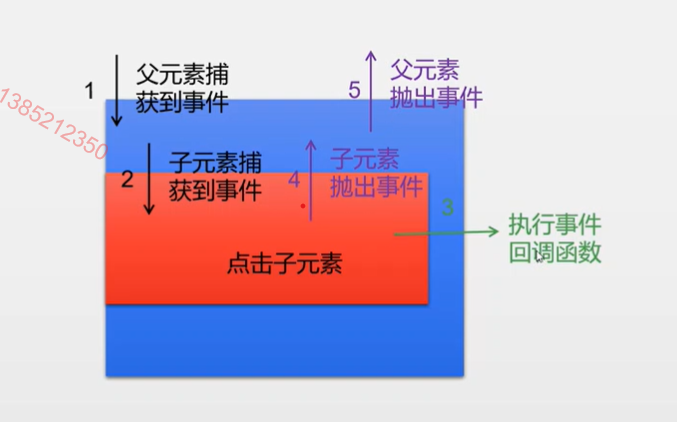 1
父元素捕
获到事件
5
父元素
抛出事件
1385212350
2
子元素捕
获到事件
4
子元素
抛出事件
3
执行事件
回调函数
点击子元素